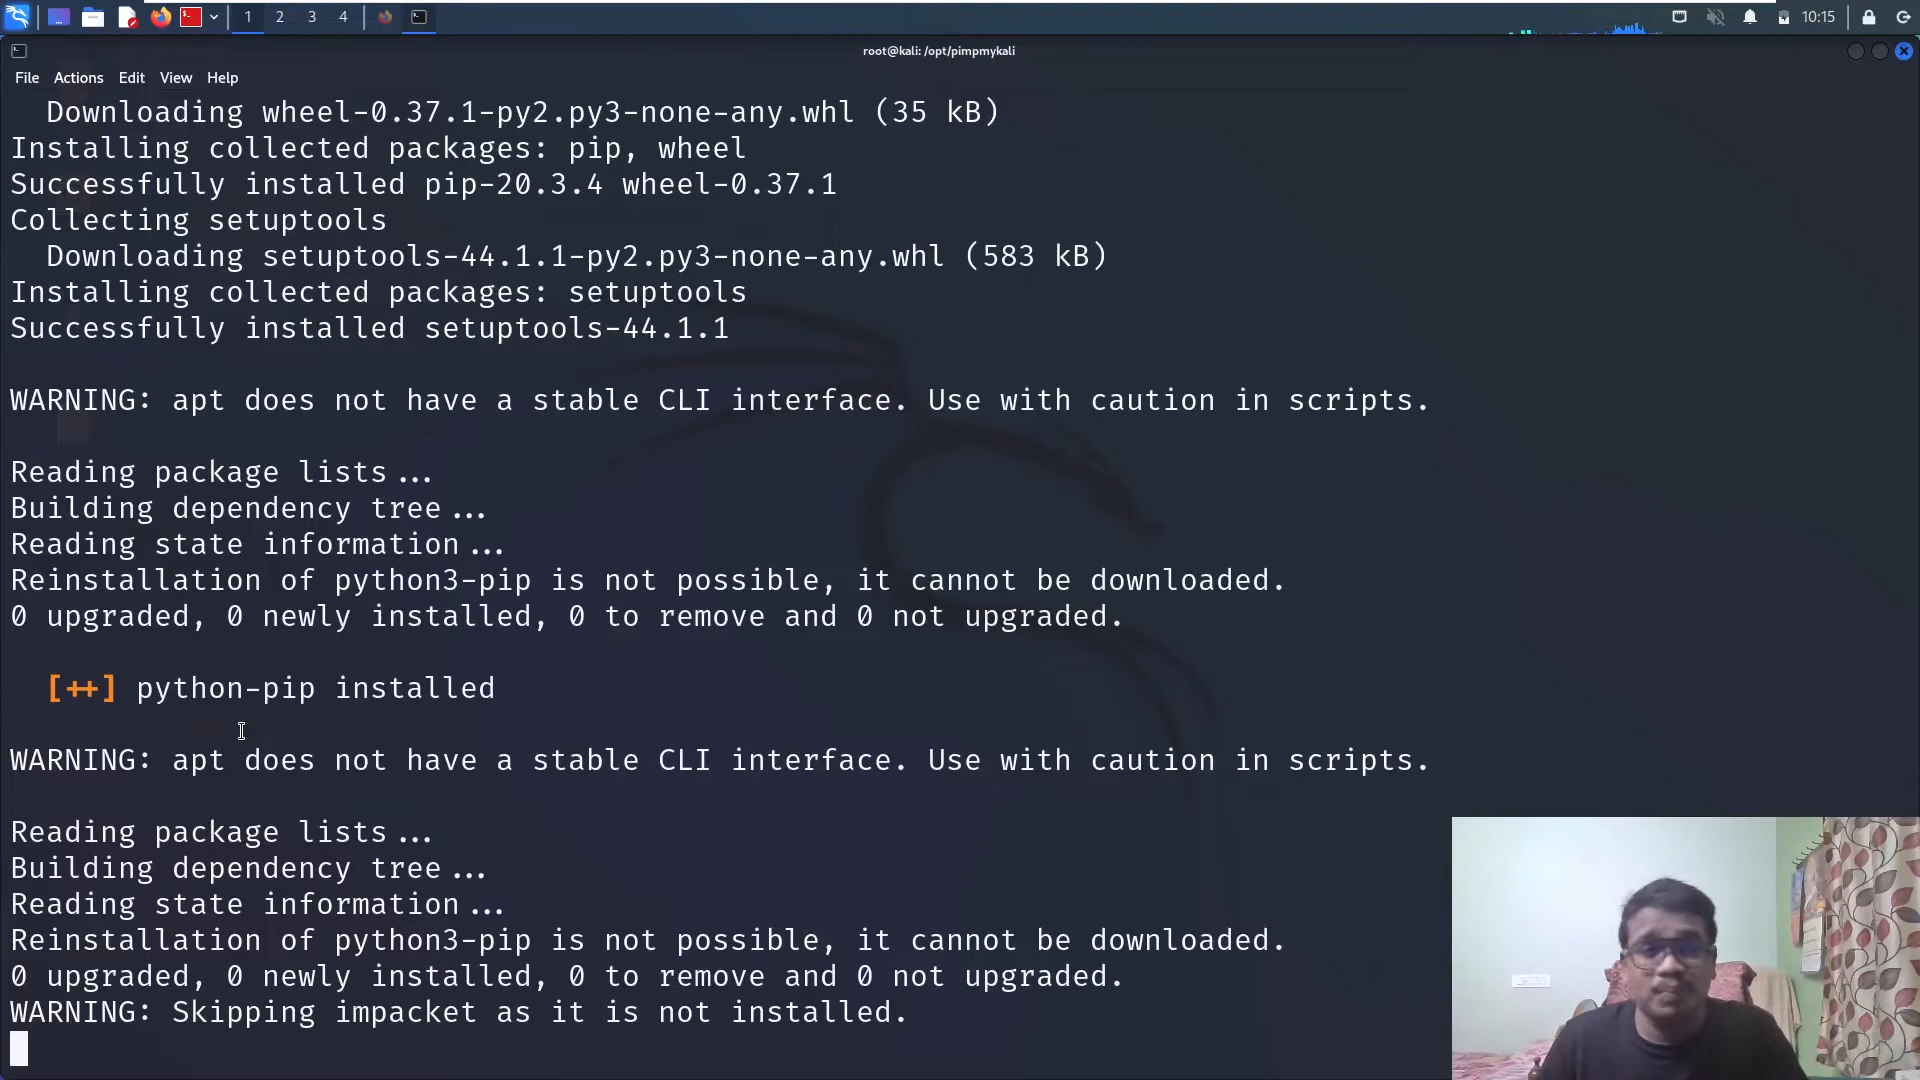 1 2 3 4
10:15
root@kali: /opt/pimpmykali
File Actions Edit View Help
Downloading wheel-0.37.1-py2.py3-none-any.whl (35 kB)
Installing collected packages: pip, wheel
Successfully installed pip-20.3.4 wheel-0.37.1
Collecting setuptools
Downloading setuptools-44.1.1-py2.py3-none-any.whl (583 kB)
Installing collected packages: setuptools
Successfully installed setuptools-44.1.1
WARNING: apt does not have a stable CLI interface. Use with caution in scripts.
Reading package lists...
Building dependency tree...
Reading state information...
Reinstallation of python3-pip is not possible, it cannot be downloaded.
0 upgraded, 0 newly installed, 0 to remove and 0 not upgraded.
[++] python-pip installed
WARNING: apt does not have a stable CLI interface. Use with caution in scripts.
Reading package lists...
Building dependency tree...
Reading state information...
Reinstallation of python3-pip is not possible, it cannot be downloaded.
0 upgraded, 0 newly installed, 0 to remove and 0 not upgraded.
WARNING: Skipping impacket as it is not installed.